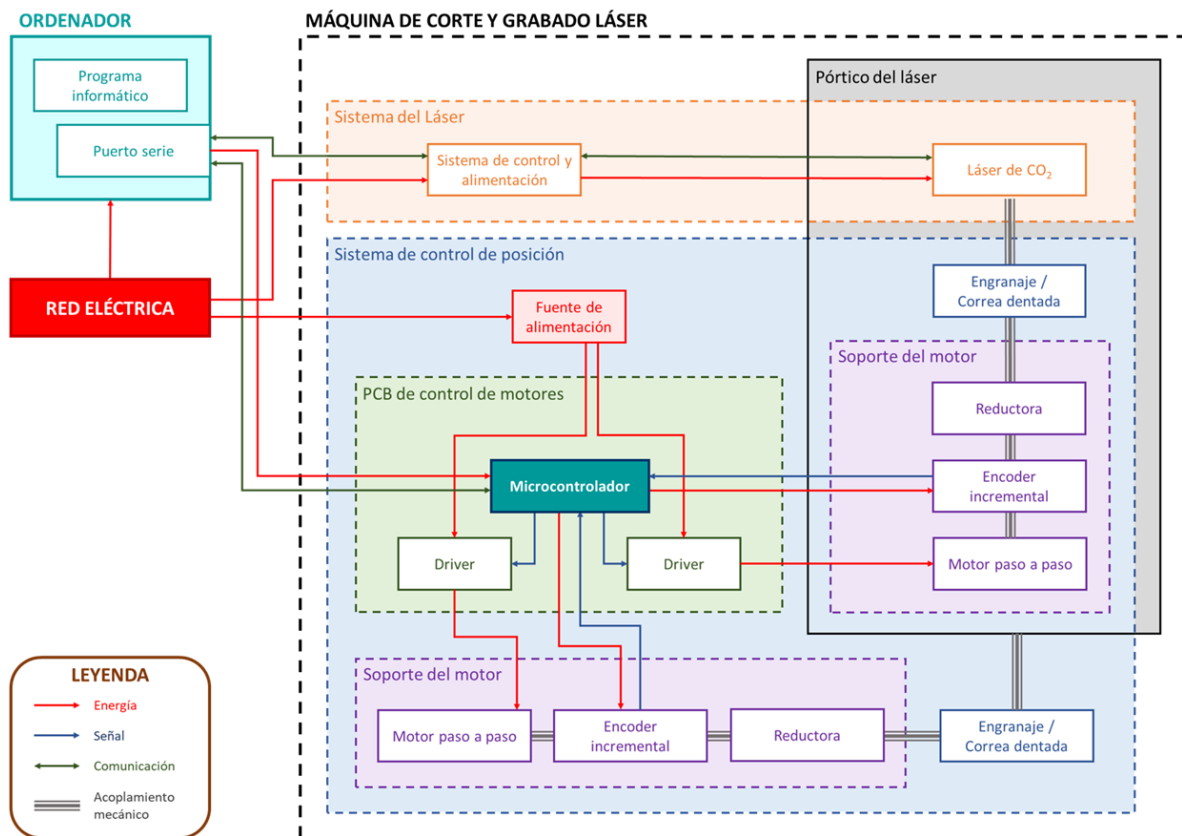 ORDENADOR
Programa
informático
Puerto serie
RED ELÉCTRICA
MÁQUINA DE CORTE Y GRABADO LÁSER
Pórtico del láser
Sistema del Láser
Sistema de control y
alimentación
Láser de CO₂
Sistema de control de posición
Engranaje /
Correa dentada
Fuente de
alimentación
Soporte del motor
Reductora
Encoder
incremental
Motor paso a paso
PCB de control de motores
Microcontrolador
Driver
Driver
Soporte del motor
Motor paso a paso
Encoder
incremental
Reductora
Engranaje /
Correa dentada
LEYENDA
Energía
Señal
Comunicación
Acoplamiento
mecánico